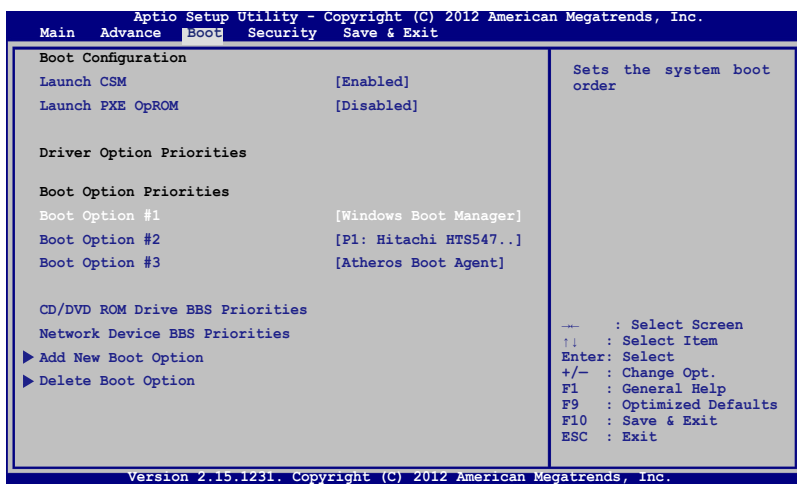 Aptio Setup Utility - Copyright (C) 2012 American Megatrends, Inc.
Main Advance Boot Security Save & Exit
Boot Configuration
Launch CSM [Enabled]
Launch PXE OpROM [Disabled]
Driver Option Priorities
Boot Option Priorities
Boot Option #1 [Windows Boot Manager]
Boot Option #2 [P1: Hitachi HTS547..]
Boot Option #3 [Atheros Boot Agent]
CD/DVD ROM Drive BBS Priorities
Network Device BBS Priorities
Add New Boot Option
Delete Boot Option
Sets the system boot
order
→← : Select Screen
↑↓ : Select Item
Enter: Select
+/— : Change Opt.
F1 : General Help
F9 : Optimized Defaults
F10 : Save & Exit
ESC : Exit
Version 2.15.1231. Copyright (C) 2012 American Megatrends, Inc.